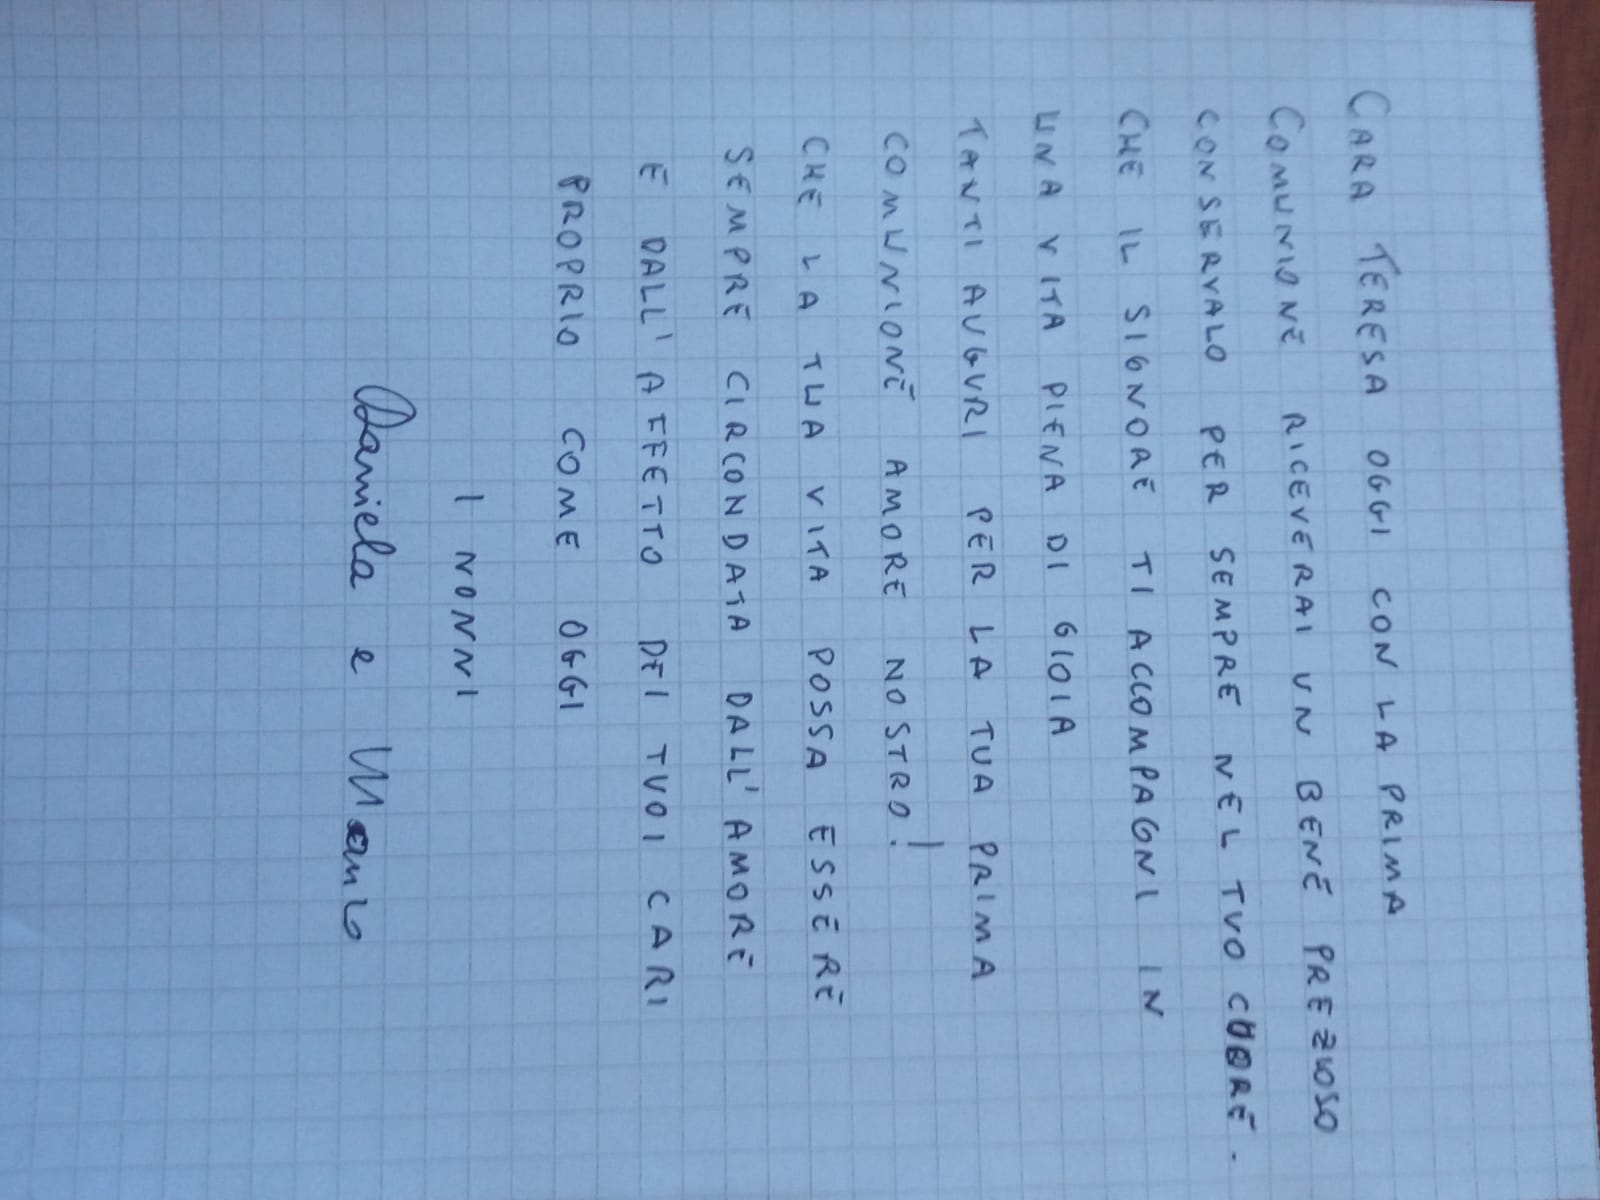 CARA TERESA OGGI CON LA PRIMA
COMUNIONE RICEVERAI UN BENE PREZIOSO
CONSERVALO PER SEMPRE NEL TUO CUORE.
CHE IL SIGNORE TI ACCOMPAGNI IN
UNA VITA PIENA DI GIOIA
TANTI AUGURI PER LA TUA PRIMA
COMUNIONE AMORE NOSTRO!
CHE LA TUA VITA POSSA ESSERE
SEMPRE CIRCONDATA DALL'AMORE
E DALL'AFFETTO DEI TUOI CARI
PROPRIO COME OGGI
I NONNI
Daniela e